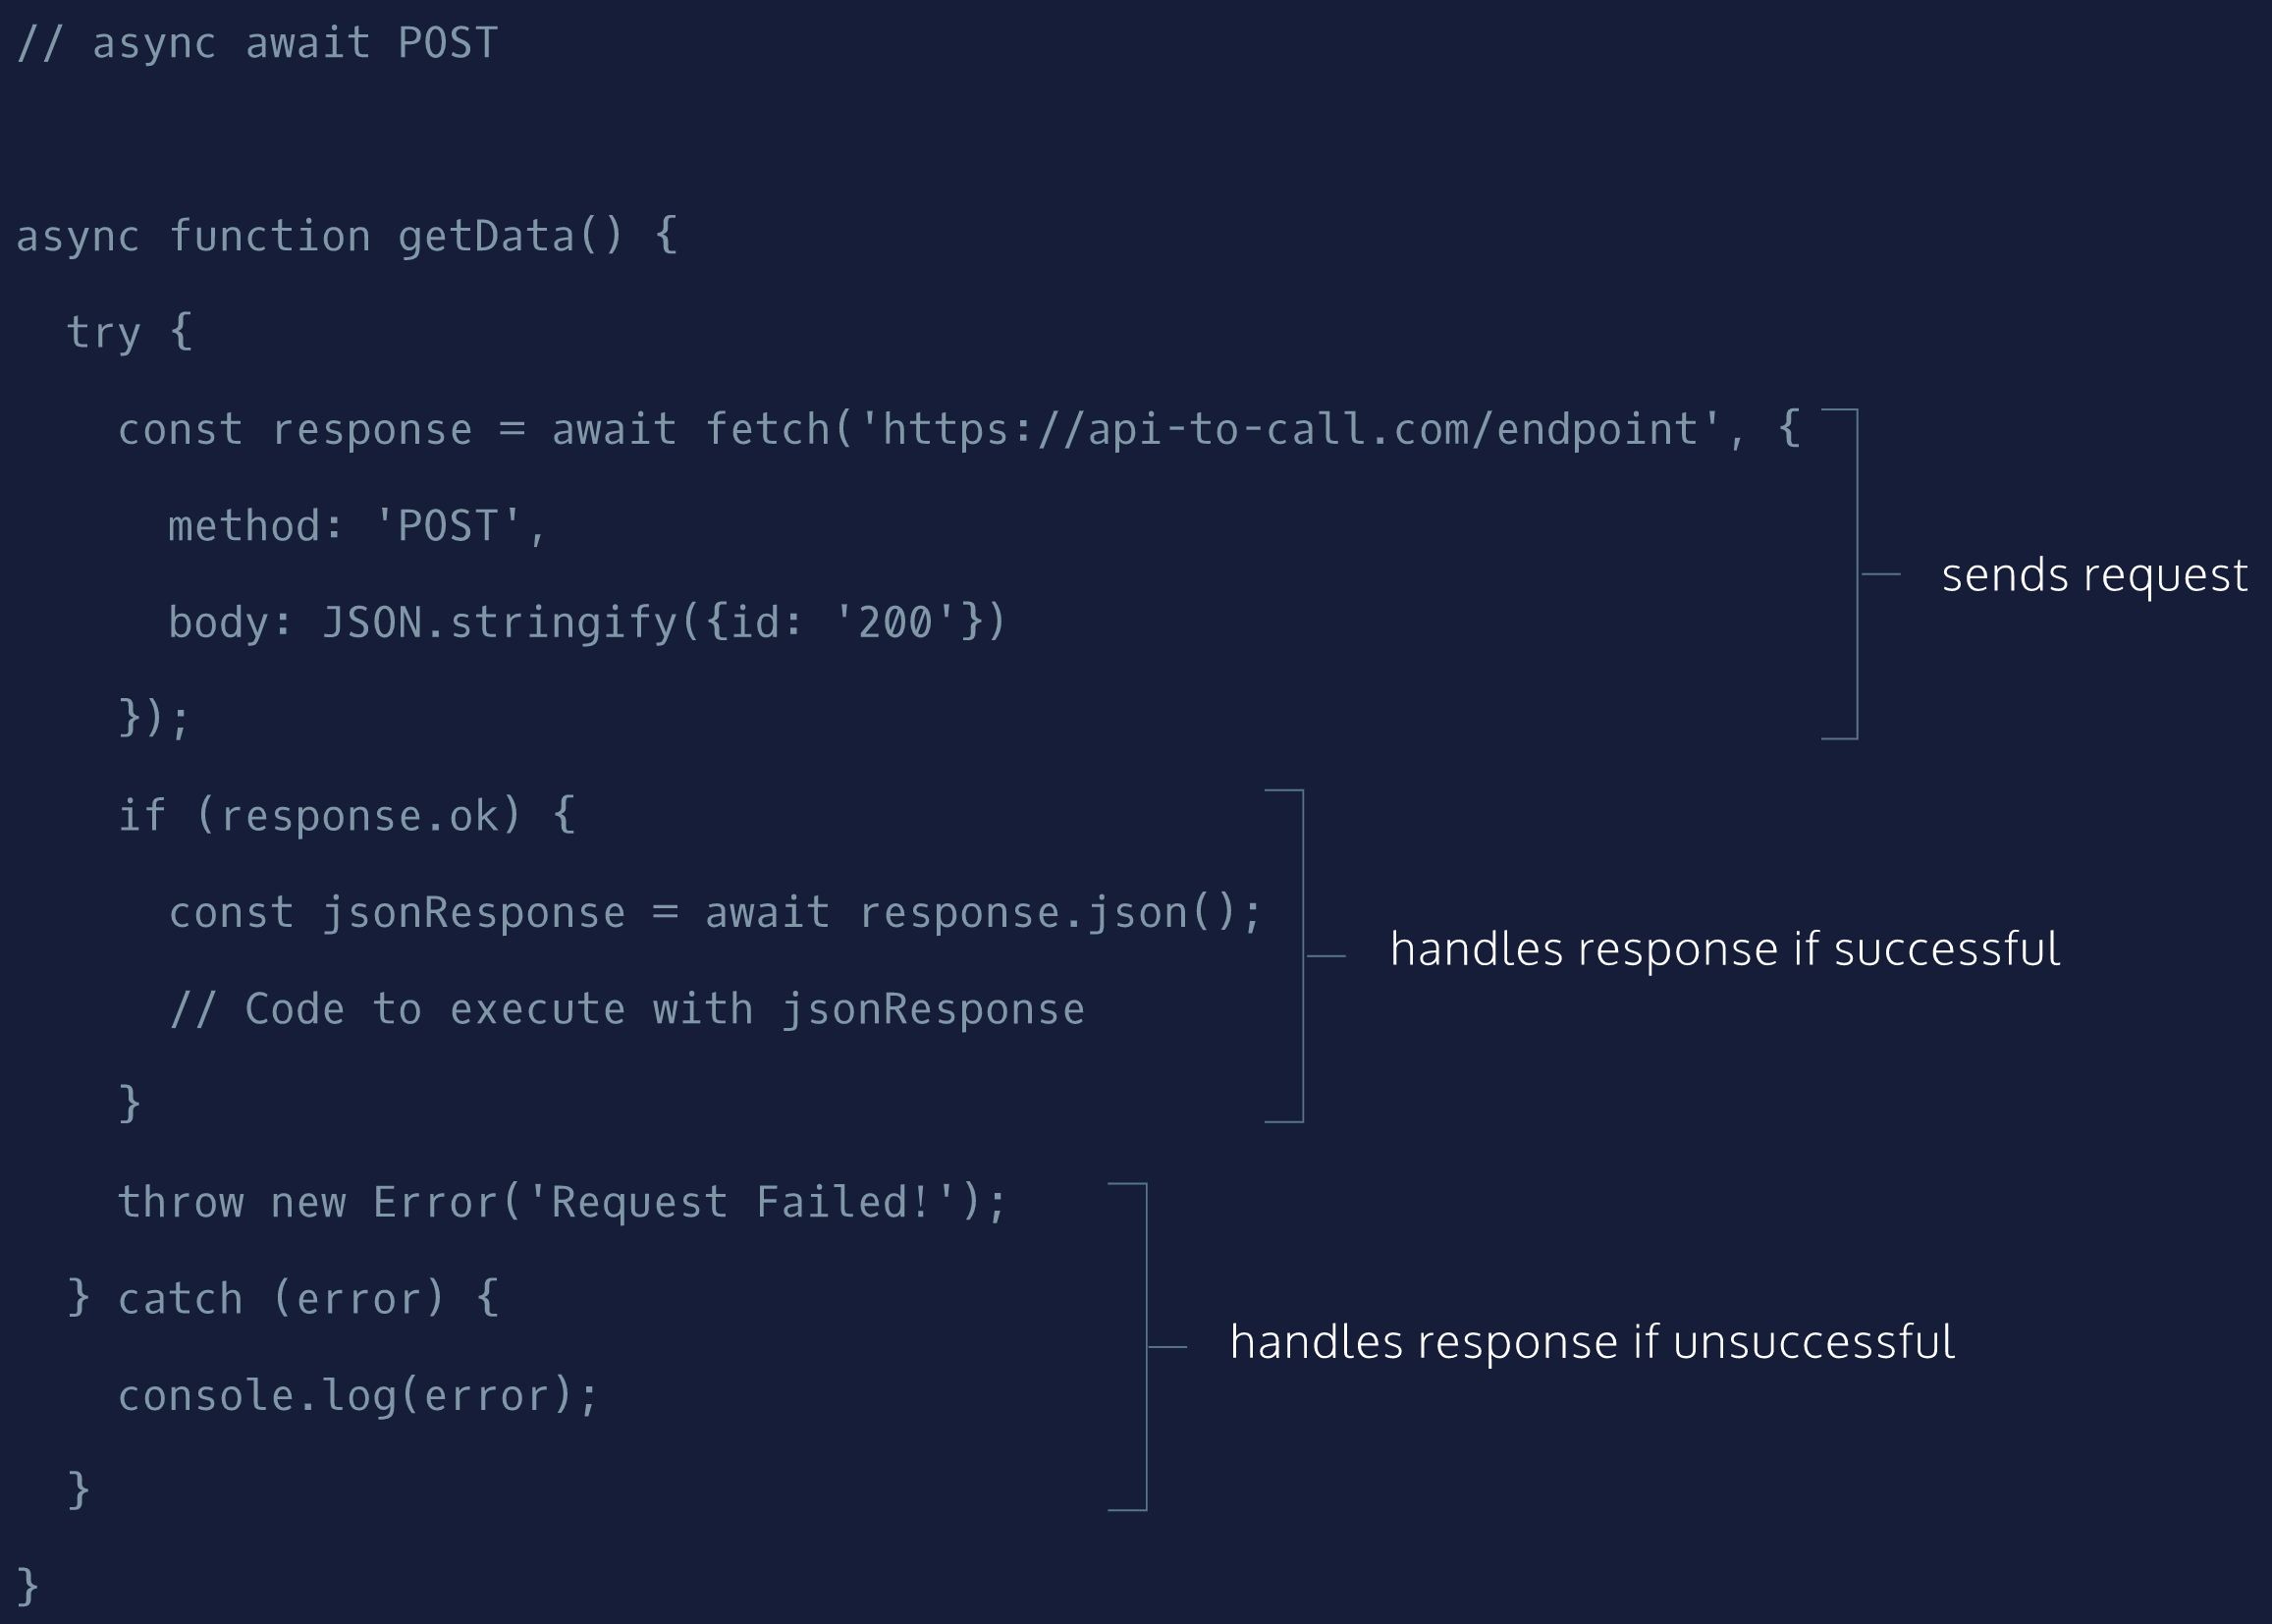 // async await POST
async function getData() {
  try {
    const response = await fetch('https://api-to-call.com/endpoint', {
      method: 'POST',
      body: JSON.stringify({id: '200'})
    });
sends request
    if (response.ok) {
      const jsonResponse = await response.json();
      // Code to execute with jsonResponse
    }
handles response if successful
    throw new Error('Request Failed!');
  } catch (error) {
    console.log(error);
  }
handles response if unsuccessful
}